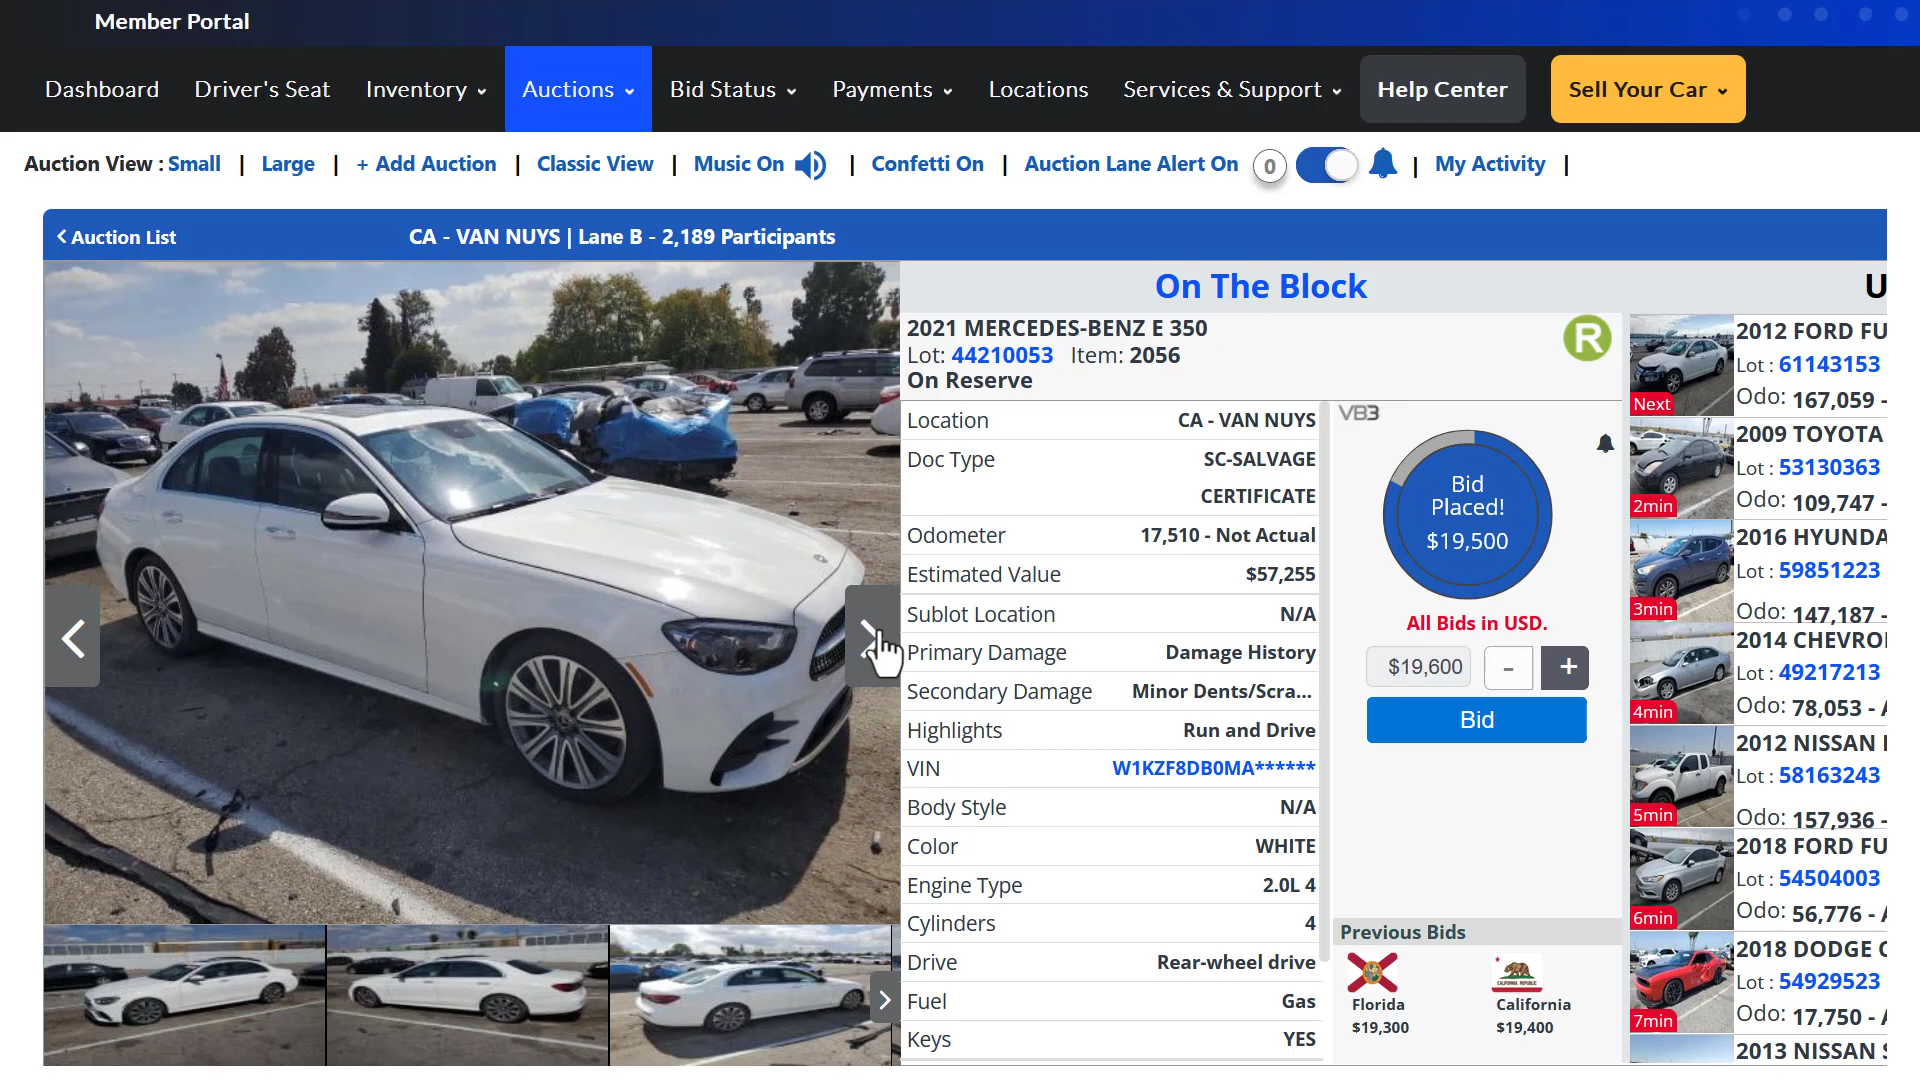 Member Portal
Dashboard Driver's Seat Inventory Auctions Bid Status Payments Locations Services & Support Help Center Sell Your Car
Auction View : Small | Large | + Add Auction | Classic View | Music On | Confetti On | Auction Lane Alert On 0 | My Activity |
Auction List CA - VAN NUYS | Lane B - 2,189 Participants
On The Block
U
2021 MERCEDES-BENZ E 350
Lot: 44210053 Item: 2056
On Reserve
R
Location CA - VAN NUYS
Doc Type SC-SALVAGE
CERTIFICATE
Odometer 17,510 - Not Actual
Estimated Value $57,255
Sublot Location N/A
Primary Damage Damage History
Secondary Damage Minor Dents/Scra...
Highlights Run and Drive
VIN W1KZF8DB0MA******
Body Style N/A
Color WHITE
Engine Type 2.0L 4
Cylinders 4
Drive Rear-wheel drive
Fuel Gas
Keys YES
VB3
Bid
Placed!
$19,500
All Bids in USD.
$19,600 - +
Bid
Previous Bids
Florida
$19,300
CALIFORNIA REPUBLIC
California
$19,400
2012 FORD FU
Lot : 61143153
Odo: 167,059 -
Next
2009 TOYOTA
Lot : 53130363
Odo: 109,747 -
2min
2016 HYUNDA
Lot : 59851223
Odo: 147,187 -
3min
2014 CHEVRO
Lot : 49217213
Odo: 78,053 - A
4min
2012 NISSAN
Lot : 58163243
Odo: 157,936 -
5min
2018 FORD FU
Lot : 54504003
Odo: 56,776 - A
6min
2018 DODGE C
Lot : 54929523
Odo: 17,750 - A
7min
2013 NISSAN S